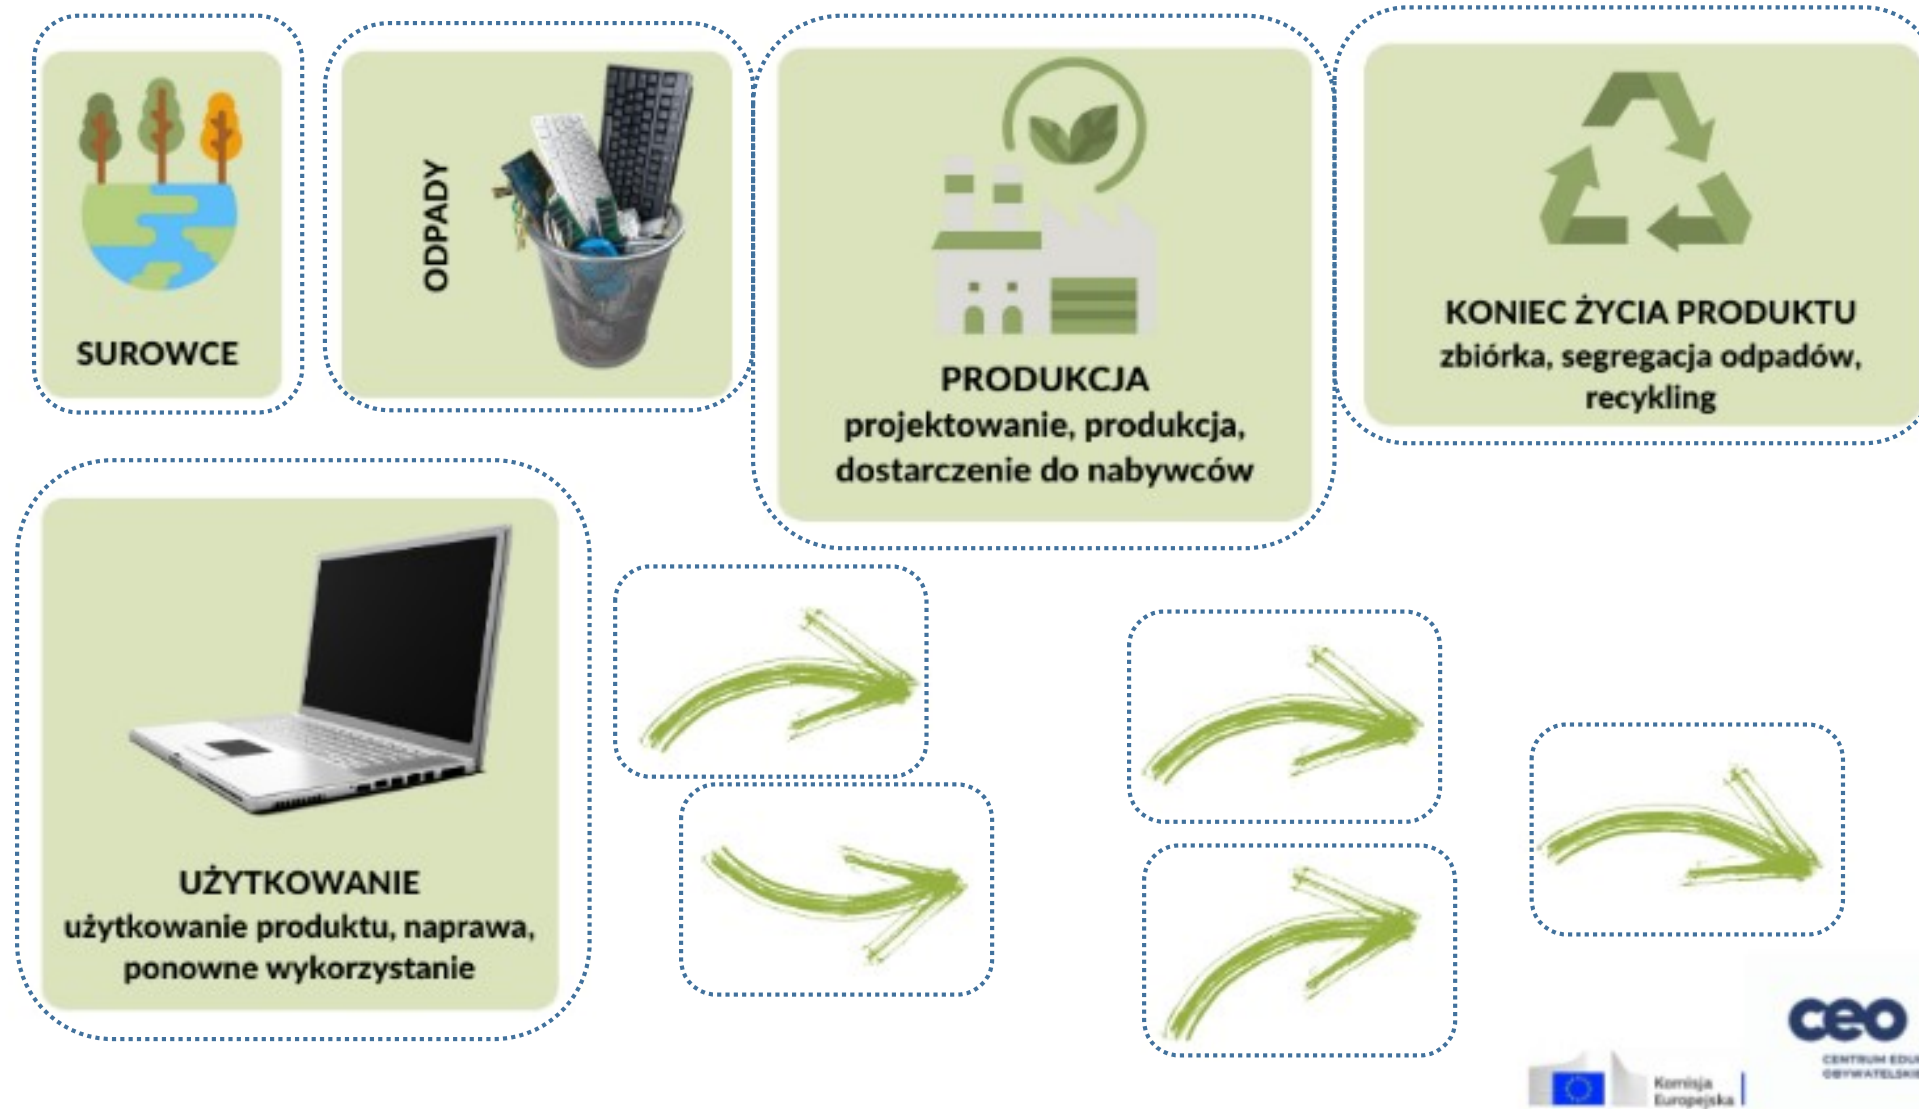 SUROWCE
ODPADY
PRODUKCJA
projektowanie, produkcja,
dostarczenie do nabywców
KONIEC ŻYCIA PRODUKTU
zbiórka, segregacja odpadów,
recykling
UŻYTKOWANIE
użytkowanie produktu, naprawa,
ponowne wykorzystanie
ceo
CENTRUM
Komisja
Europejska